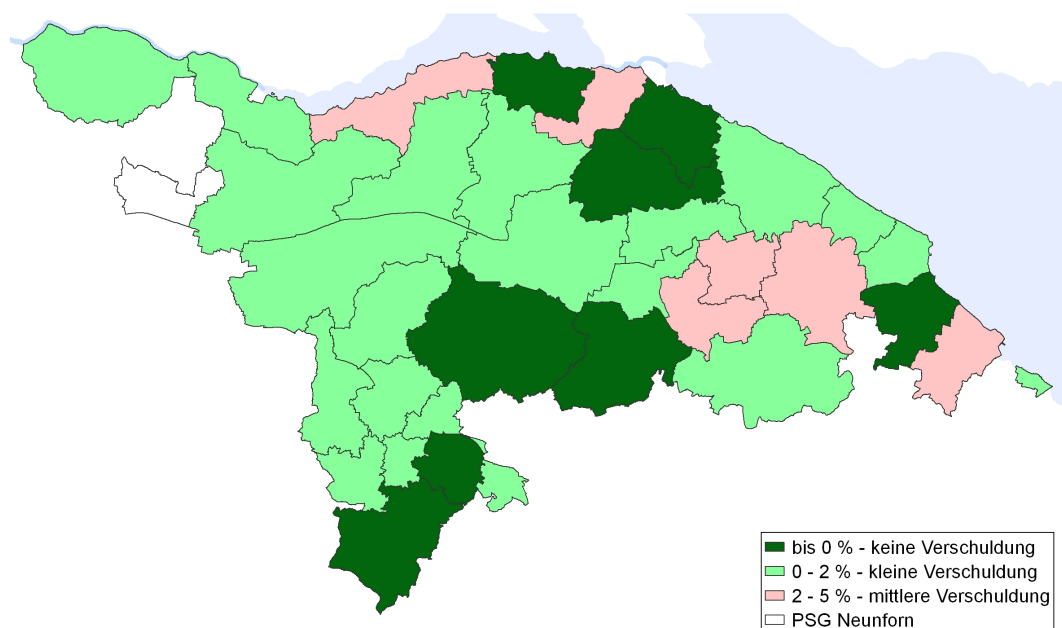 bis 0 % - keine Verschuldung
0 - 2 % - kleine Verschuldung
2 - 5 % - mittlere Verschuldung
PSG Neunforn